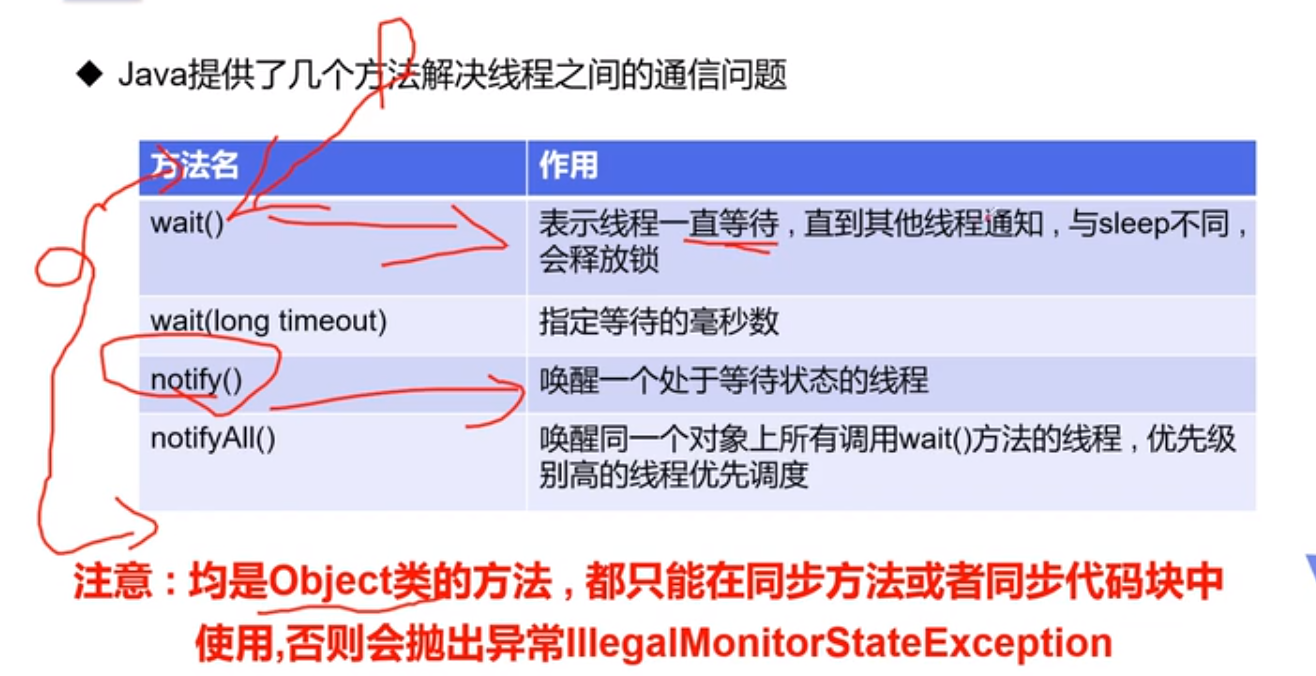 ◆ Java提供了几个方法解决线程之间的通信问题
方法名 作用
wait() 表示线程一直等待，直到其他线程通知，与sleep不同，
会释放锁
wait(long timeout) 指定等待的毫秒数
notify() 唤醒一个处于等待状态的线程
notifyAll() 唤醒同一个对象上所有调用wait()方法的线程，优先级
别高的线程优先调度
注意：均是Object类的方法，都只能在同步方法或者同步代码块中
使用,否则会抛出异常IllegalMonitorStateException